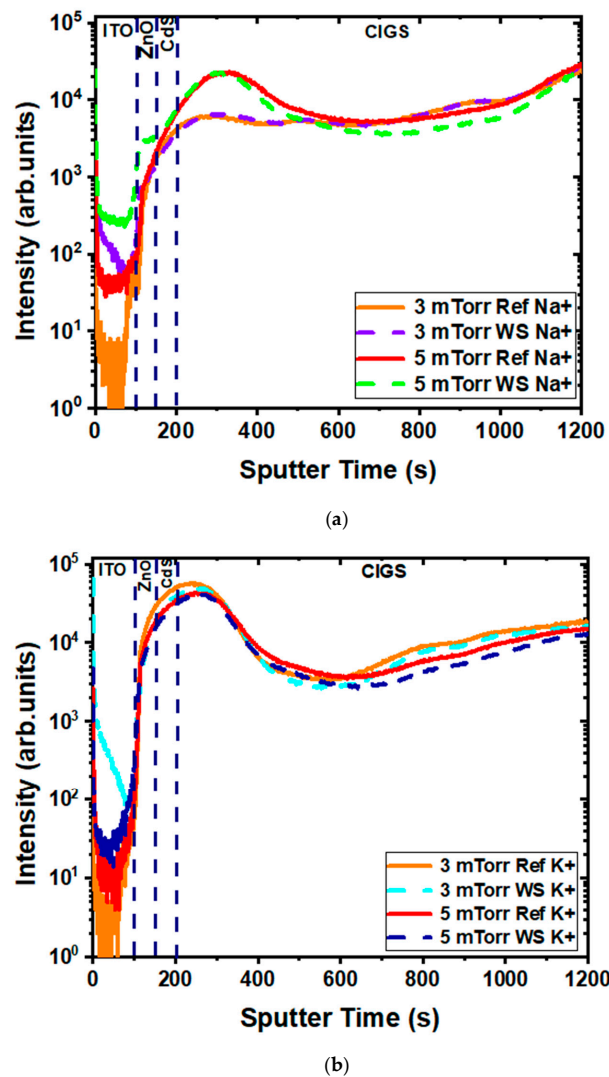 ITO ZnO CdS CIGS
10^5
10^4
10^3
10^2
10^1
10^0
Intensity (arb.units)
3 mTorr Ref Na+
3 mTorr WS Na+
5 mTorr Ref Na+
5 mTorr WS Na+
0 200 400 600 800 1000 1200
Sputter Time (s)
(a)
ITO ZnO CdS CIGS
10^5
10^4
10^3
10^2
10^1
10^0
Intensity (arb.units)
3 mTorr Ref K+
3 mTorr WS K+
5 mTorr Ref K+
5 mTorr WS K+
0 200 400 600 800 1000 1200
Sputter Time (s)
(b)